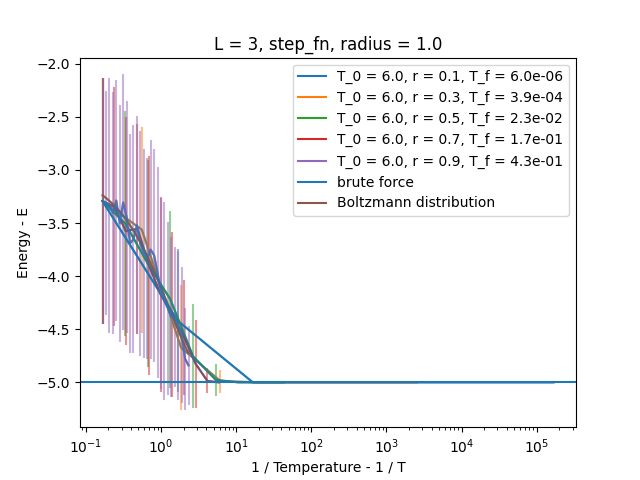 L = 3, step_fn, radius = 1.0
−2.0
−2.5
−3.0
−3.5
−4.0
−4.5
−5.0
Energy - E
T_0 = 6.0, r = 0.1, T_f = 6.0e-06
T_0 = 6.0, r = 0.3, T_f = 3.9e-04
T_0 = 6.0, r = 0.5, T_f = 2.3e-02
T_0 = 6.0, r = 0.7, T_f = 1.7e-01
T_0 = 6.0, r = 0.9, T_f = 4.3e-01
brute force
Boltzmann distribution
10⁻¹ 10⁰ 10¹ 10² 10³ 10⁴ 10⁵
1 / Temperature - 1 / T